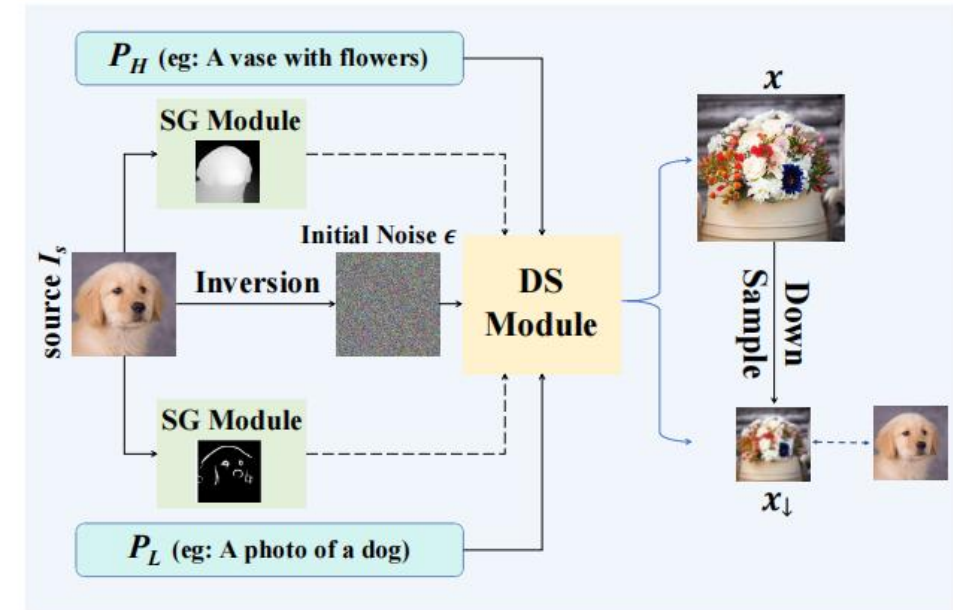 P_H (eg: A vase with flowers)
SG Module
source I_s
Inversion
Initial Noise ϵ
DS
Module
SG Module
P_L (eg: A photo of a dog)
x
Down
Sample
x↓